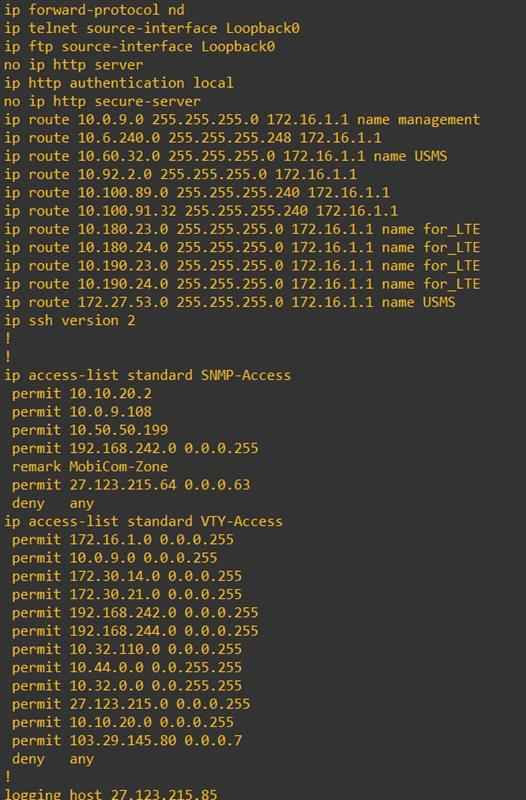 ip forward-protocol nd
ip telnet source-interface Loopback0
ip ftp source-interface Loopback0
no ip http server
ip http authentication local
no ip http secure-server
ip route 10.0.9.0 255.255.255.0 172.16.1.1 name management
ip route 10.6.240.0 255.255.255.248 172.16.1.1
ip route 10.60.32.0 255.255.255.0 172.16.1.1 name USMS
ip route 10.92.2.0 255.255.255.0 172.16.1.1
ip route 10.100.89.0 255.255.255.240 172.16.1.1
ip route 10.100.91.32 255.255.255.240 172.16.1.1
ip route 10.180.23.0 255.255.255.0 172.16.1.1 name for_LTE
ip route 10.180.24.0 255.255.255.0 172.16.1.1 name for_LTE
ip route 10.190.23.0 255.255.255.0 172.16.1.1 name for_LTE
ip route 10.190.24.0 255.255.255.0 172.16.1.1 name for_LTE
ip route 172.27.53.0 255.255.255.0 172.16.1.1 name USMS
ip ssh version 2
!
!
ip access-list standard SNMP-Access
 permit 10.10.20.2
 permit 10.0.9.108
 permit 10.50.50.199
 permit 192.168.242.0 0.0.0.255
 remark MobiCom-Zone
 permit 27.123.215.64 0.0.0.63
 deny   any
ip access-list standard VTY-Access
 permit 172.16.1.0 0.0.0.255
 permit 10.0.9.0 0.0.0.255
 permit 172.30.14.0 0.0.0.255
 permit 172.30.21.0 0.0.0.255
 permit 192.168.242.0 0.0.0.255
 permit 192.168.244.0 0.0.0.255
 permit 10.32.110.0 0.0.0.255
 permit 10.44.0.0 0.0.255.255
 permit 10.32.0.0 0.0.255.255
 permit 27.123.215.0 0.0.0.255
 permit 10.10.20.0 0.0.0.255
 permit 103.29.145.80 0.0.0.7
 deny   any
!
logging host 27.123.215.85